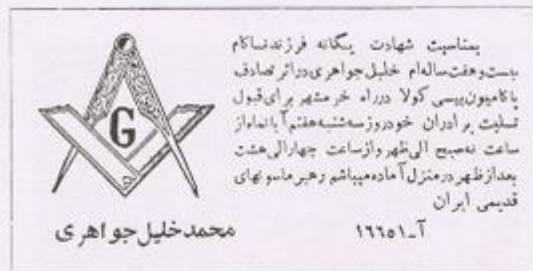 بمناسبت شهادت یگانه فرزند ناکام
بیست و هفت ساله‌ام خلیل جواهری در اثر تصادف
با کامیون پپسی کولا در راه خرمشهر برای قبول
تسلیت برادران خود روز سه‌شنبه هفتم آبانماه از
ساعت نه صبح الی ظهر و از ساعت چهار الی هشت
بعد از ظهر در منزل آماده میباشم رهبر ماسونهای
قدیمی ایران
آ-۱۶۶۵۱
محمد خلیل جواهری
G